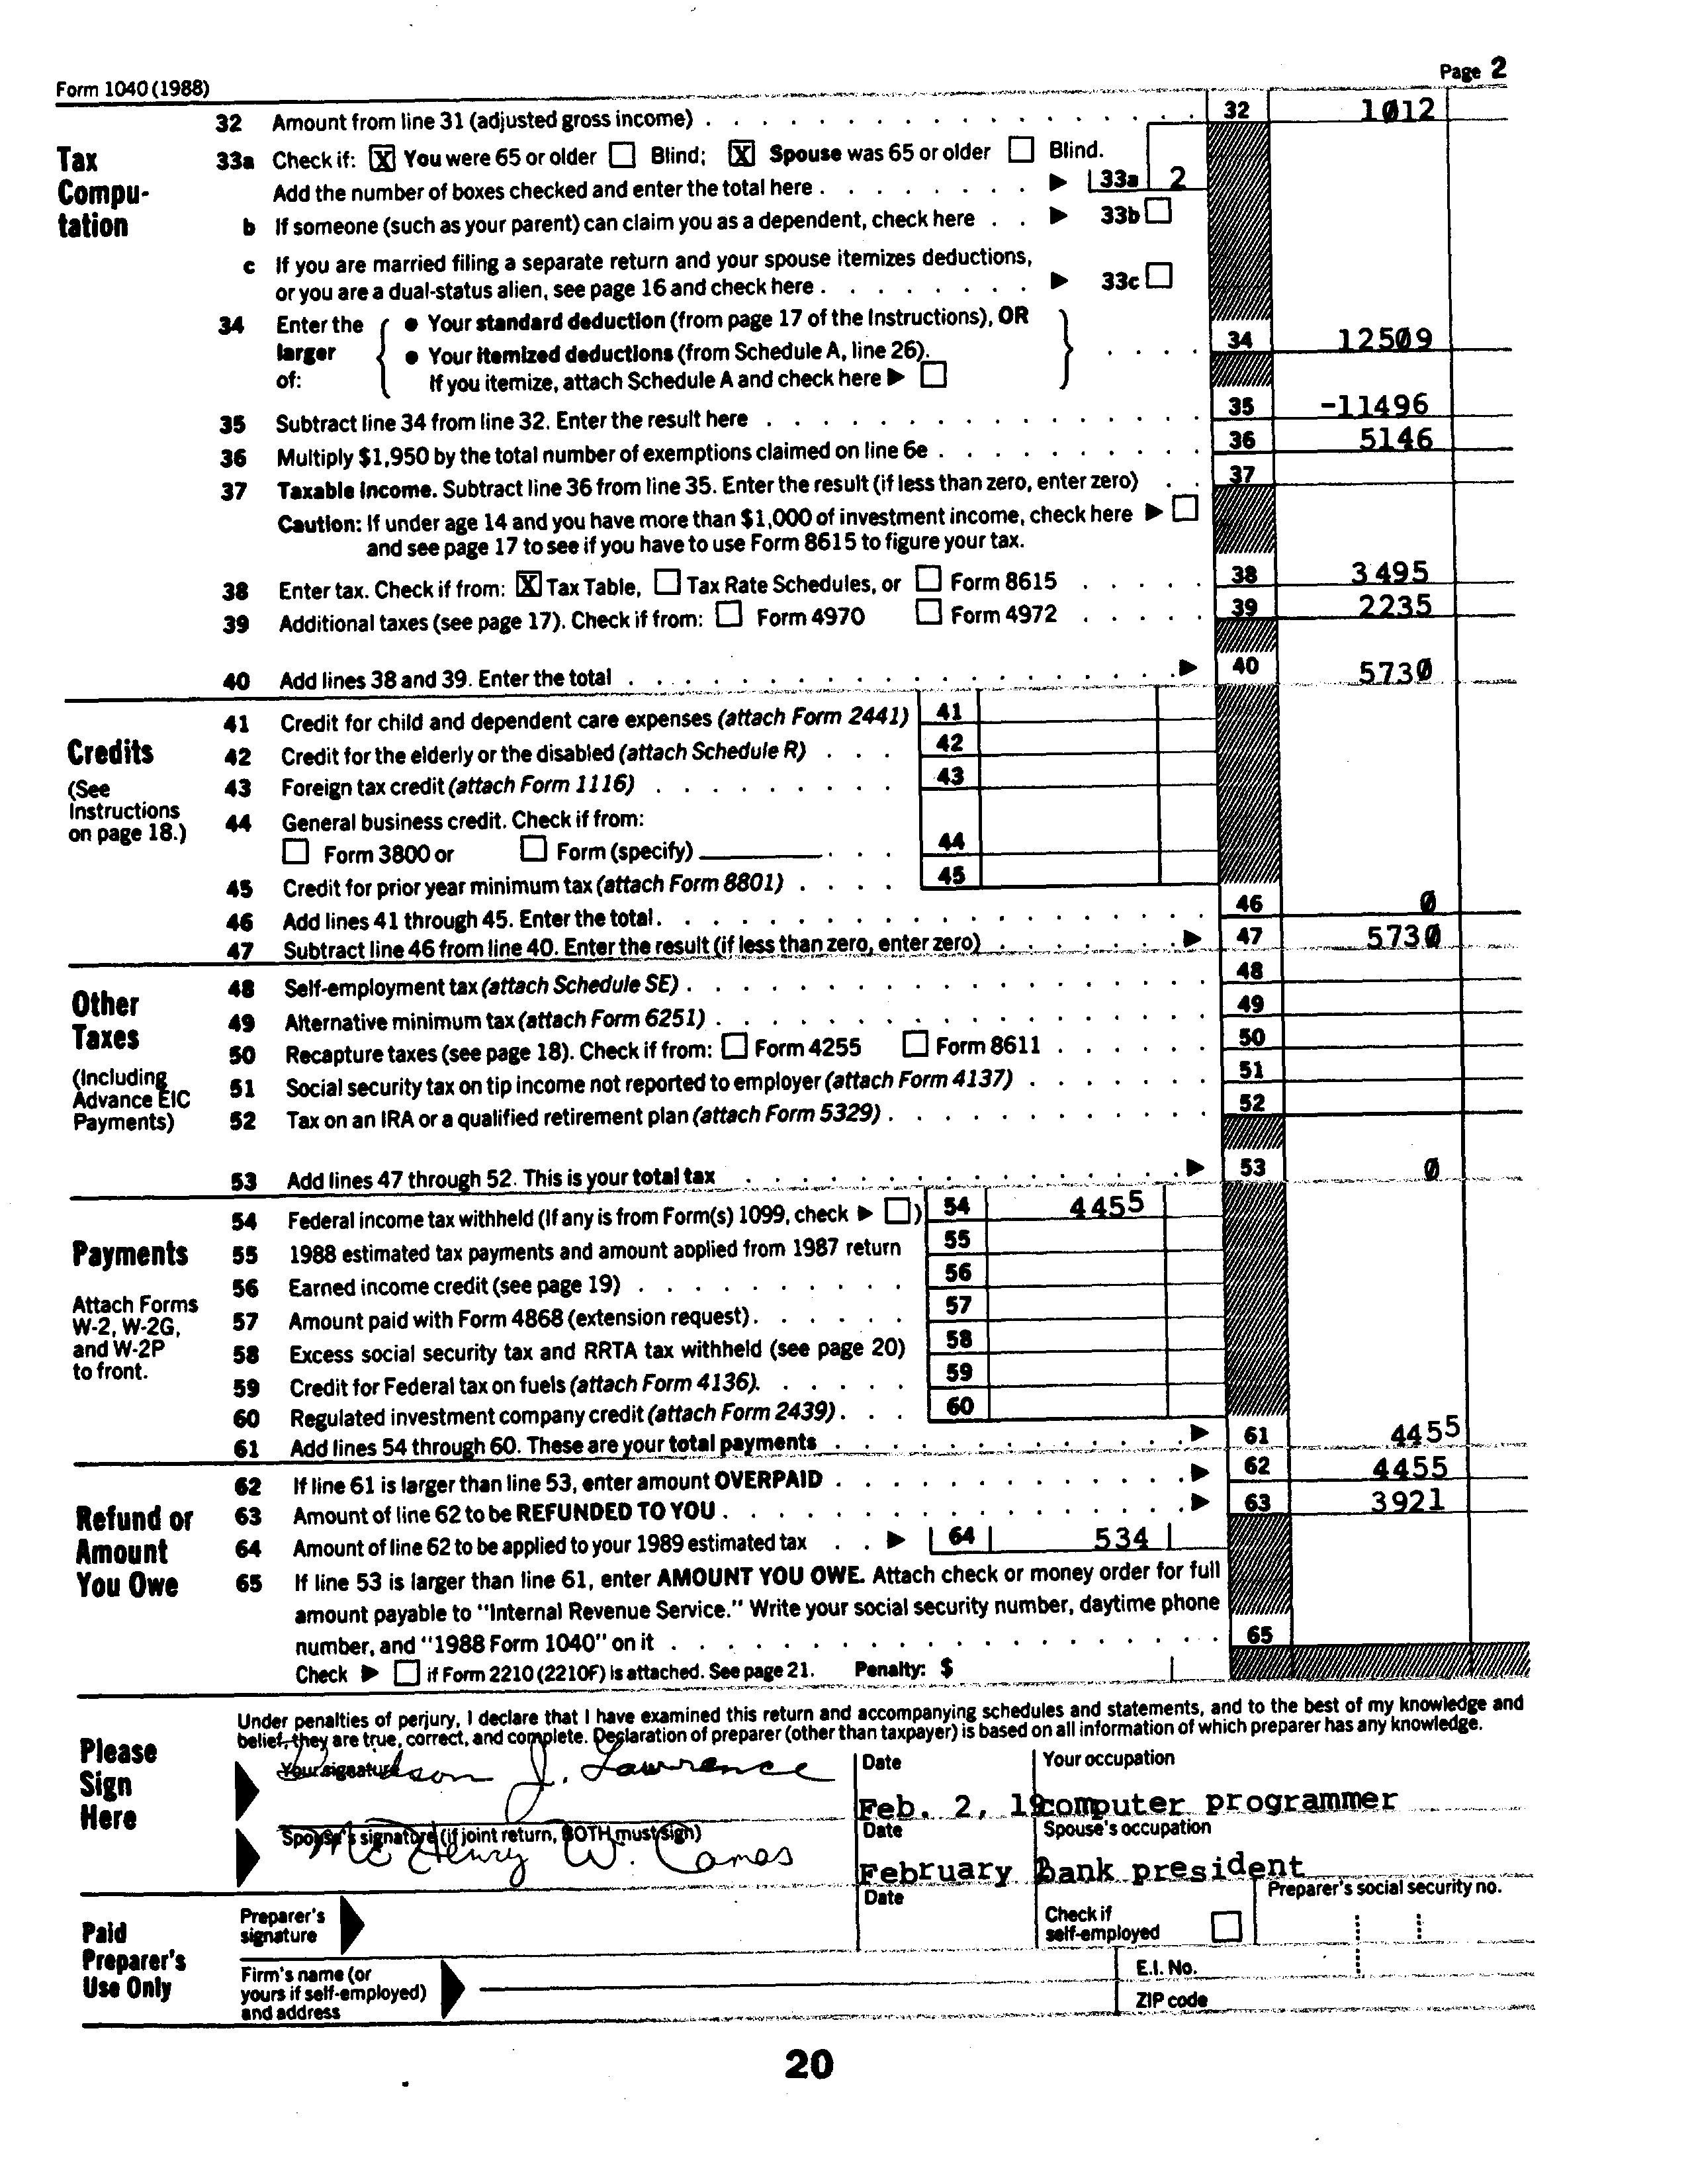 Form 1040 (1988) Page 2
32 Amount from line 31 (adjusted gross income) 32 1012
Tax Computation
33a Check if: X You were 65 or older Blind; X Spouse was 65 or older Blind.
Add the number of boxes checked and enter the total here 33a 2
b If someone (such as your parent) can claim you as a dependent, check here 33b
c If you are married filing a separate return and your spouse itemizes deductions,
or you are a dual-status alien, see page 16 and check here 33c
34 Enter the larger of:
• Your standard deduction (from page 17 of the Instructions), OR
• Your itemized deductions (from Schedule A, line 26).
If you itemize, attach Schedule A and check here
34 12509
35 Subtract line 34 from line 32. Enter the result here 35 -11496
36 Multiply $1,950 by the total number of exemptions claimed on line 6e 36 5146
37 Taxable income. Subtract line 36 from line 35. Enter the result (if less than zero, enter zero) 37
Caution: If under age 14 and you have more than $1,000 of investment income, check here
and see page 17 to see if you have to use Form 8615 to figure your tax.
38 Enter tax. Check if from: X Tax Table, Tax Rate Schedules, or Form 8615 38 3495
39 Additional taxes (see page 17). Check if from: Form 4970 Form 4972 39 2235
40 Add lines 38 and 39. Enter the total 40 5730
Credits
(See Instructions on page 18.)
41 Credit for child and dependent care expenses (attach Form 2441) 41
42 Credit for the elderly or the disabled (attach Schedule R) 42
43 Foreign tax credit (attach Form 1116) 43
44 General business credit. Check if from:
Form 3800 or Form (specify) 44
45 Credit for prior year minimum tax (attach Form 8801) 45
46 Add lines 41 through 45. Enter the total 46 0
47 Subtract line 46 from line 40. Enter the result (if less than zero, enter zero) 47 5730
Other Taxes
(Including Advance EIC Payments)
48 Self-employment tax (attach Schedule SE) 48
49 Alternative minimum tax (attach Form 6251) 49
50 Recapture taxes (see page 18). Check if from: Form 4255 Form 8611 50
51 Social security tax on tip income not reported to employer (attach Form 4137) 51
52 Tax on an IRA or a qualified retirement plan (attach Form 5329) 52
53 Add lines 47 through 52. This is your total tax 53 0
Payments
Attach Forms W-2, W-2G, and W-2P to front.
54 Federal income tax withheld (If any is from Form(s) 1099, check ) 54 4455
55 1988 estimated tax payments and amount applied from 1987 return 55
56 Earned income credit (see page 19) 56
57 Amount paid with Form 4868 (extension request) 57
58 Excess social security tax and RRTA tax withheld (see page 20) 58
59 Credit for Federal tax on fuels (attach Form 4136) 59
60 Regulated investment company credit (attach Form 2439) 60
61 Add lines 54 through 60. These are your total payments 61 4455
Refund or Amount You Owe
62 If line 61 is larger than line 53, enter amount OVERPAID 62 4455
63 Amount of line 62 to be REFUNDED TO YOU 63 3921
64 Amount of line 62 to be applied to your 1989 estimated tax 64 534
65 If line 53 is larger than line 61, enter AMOUNT YOU OWE. Attach check or money order for full
amount payable to "Internal Revenue Service." Write your social security number, daytime phone
number, and "1988 Form 1040" on it 65
Check if Form 2210 (2210F) is attached. See page 21. Penalty: $
Please Sign Here
Under penalties of perjury, I declare that I have examined this return and accompanying schedules and statements, and to the best of my knowledge and
belief, they are true, correct, and complete. Declaration of preparer (other than taxpayer) is based on all information of which preparer has any knowledge.
Your signature J. Lawrence
Date Feb. 2, 19
Your occupation computer programmer
Spouse's signature (if joint return, BOTH must sign) McHenry W.
Date February
Spouse's occupation Bank president
Paid Preparer's Use Only
Preparer's signature
Date
Check if self-employed
Preparer's social security no.
Firm's name (or yours if self-employed) and address
E.I. No.
ZIP code
20